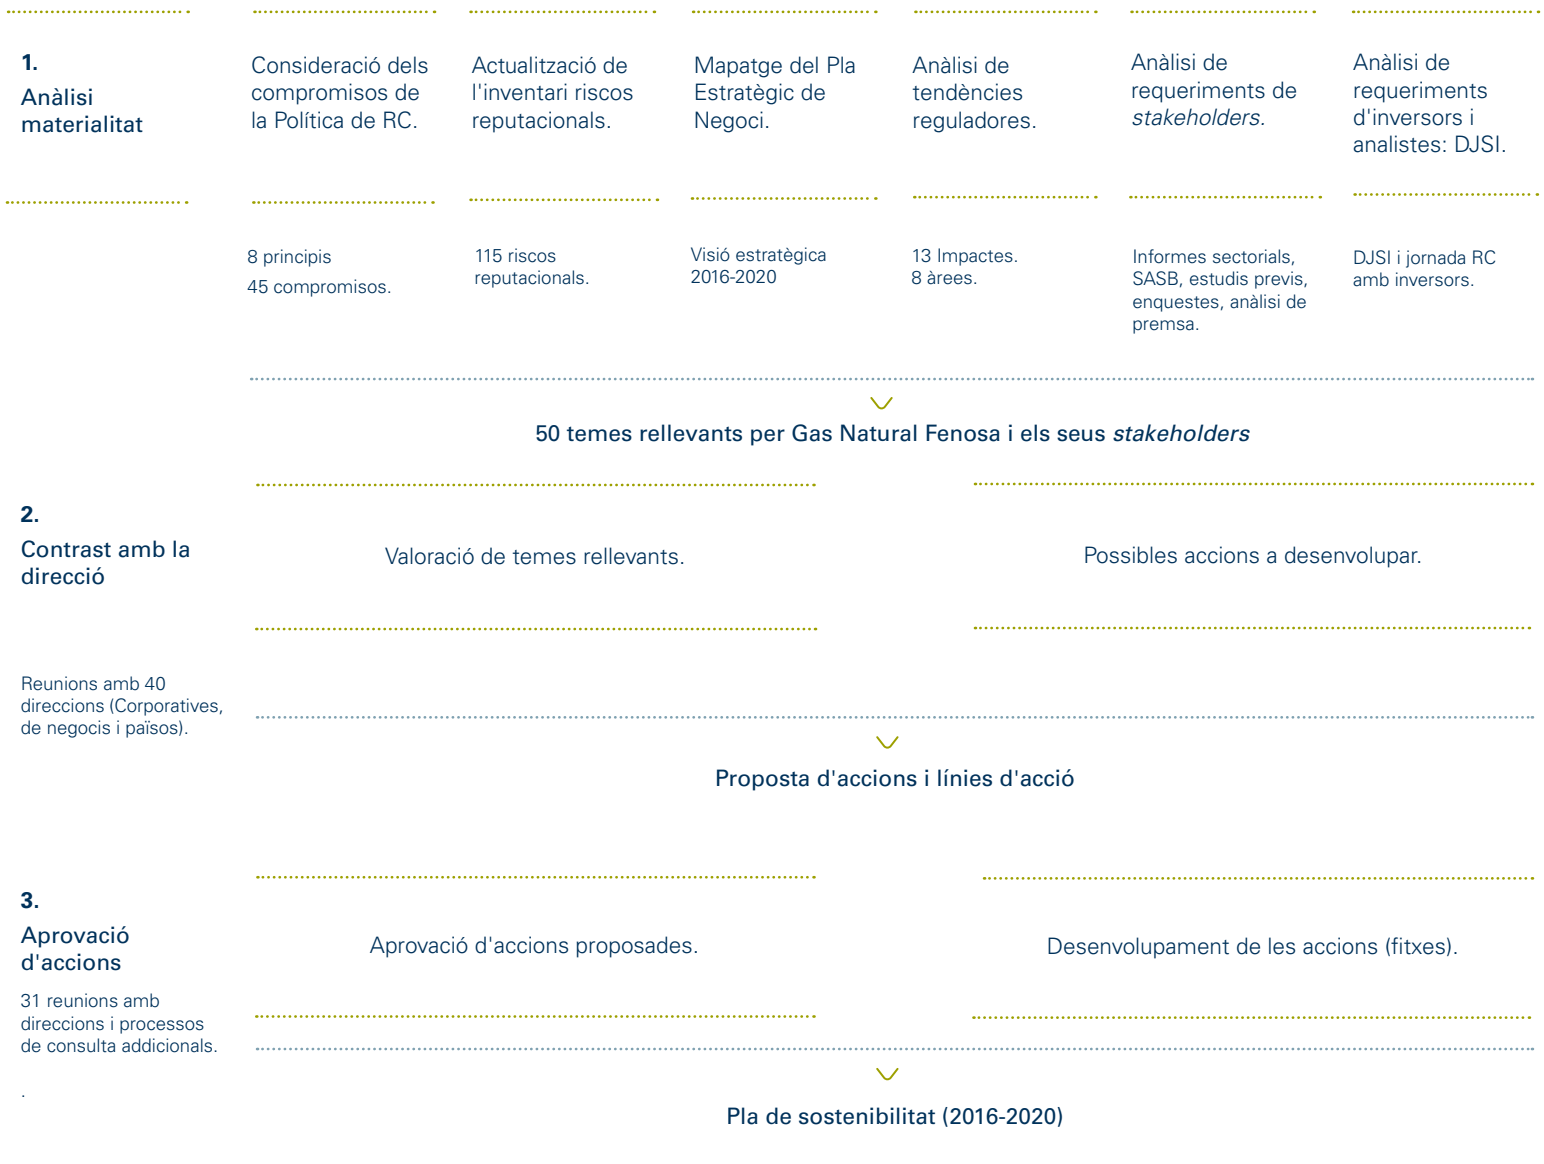 1.
Anàlisi
materialitat
Consideració dels
compromisos de
la Política de RC.
Actualització de
l'inventari riscos
reputacionals.
Mapatge del Pla
Estratègic de
Negoci.
Anàlisi de
tendències
reguladores.
Anàlisi de
requeriments de
stakeholders.
Anàlisi de
requeriments
d'inversors i
analistes: DJSI.
8 principis
45 compromisos.
115 riscos
reputacionals.
Visió estratègica
2016-2020
13 Impactes.
8 àrees.
Informes sectorials,
SASB, estudis previs,
enquestes, anàlisi de
premsa.
DJSI i jornada RC
amb inversors.
50 temes rellevants per Gas Natural Fenosa i els seus stakeholders
2.
Contrast amb la
direcció
Valoració de temes rellevants.
Possibles accions a desenvolupar.
Reunions amb 40
direccions (Corporatives,
de negocis i països).
Proposta d'accions i línies d'acció
3.
Aprovació
d'accions
Aprovació d'accions proposades.
Desenvolupament de les accions (fitxes).
31 reunions amb
direccions i processos
de consulta addicionals.
.
Pla de sostenibilitat (2016-2020)